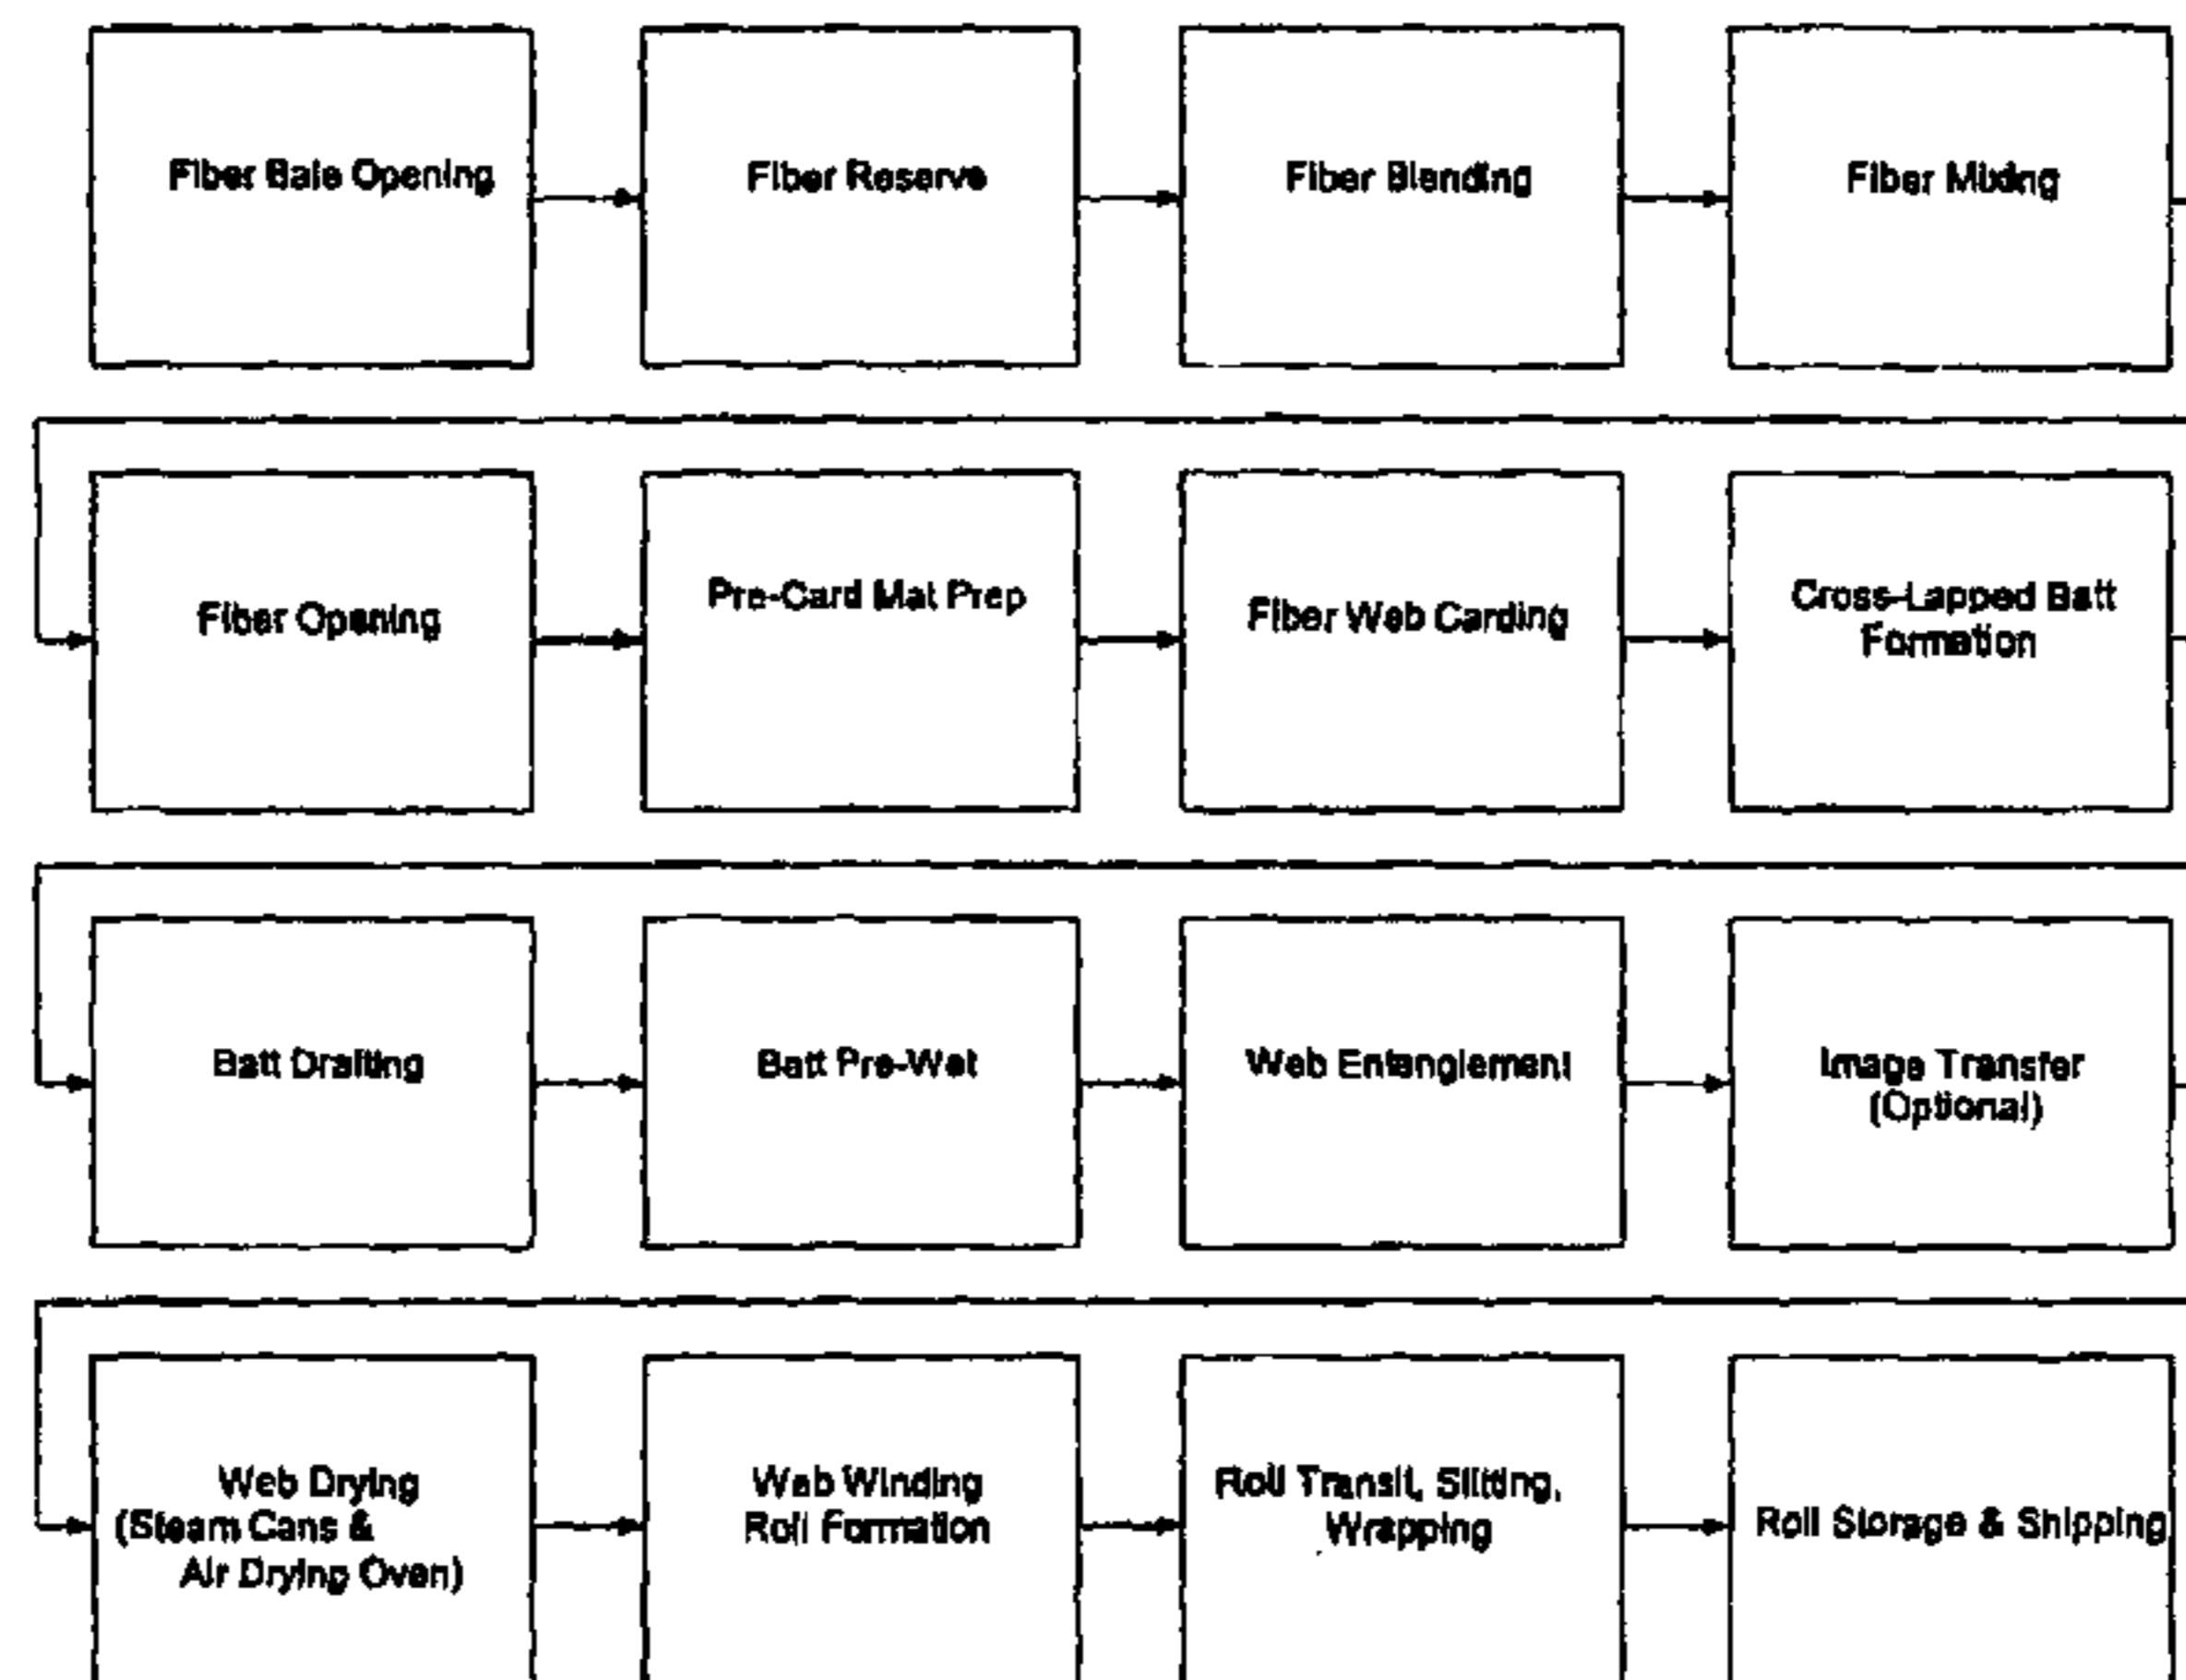 Fiber Bale Opening
Fiber Reserve
Fiber Blending
Fiber Mixing
Fiber Opening
Pre-Card Mat Prep
Fiber Web Carding
Cross-Lapped Batt
Formation
Batt Drafting
Batt Pre-Wet
Web Entanglement
Image Transfer
(Optional)
Web Drying
(Steam Cans &
Air Drying Oven)
Web Winding
Roll Formation
Roll Transit, Slitting,
Wrapping
Roll Storage & Shipping